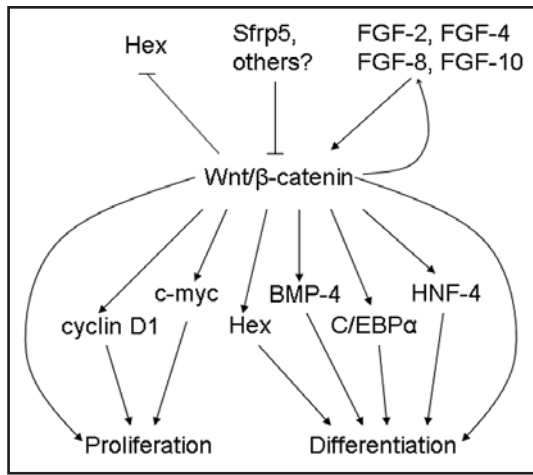 Hex
Sfrp5,
others?
FGF-2, FGF-4
FGF-8, FGF-10
Wnt/β-catenin
cyclin D1
c-myc
Hex
BMP-4
C/EBPα
HNF-4
Proliferation
Differentiation